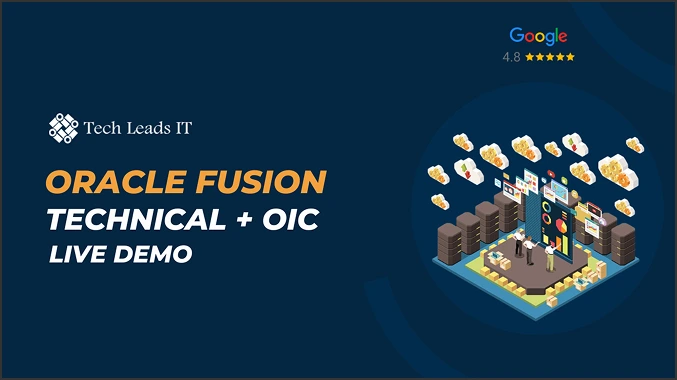 Google
4.8
Tech Leads IT
ORACLE FUSION
TECHNICAL + OIC
LIVE DEMO